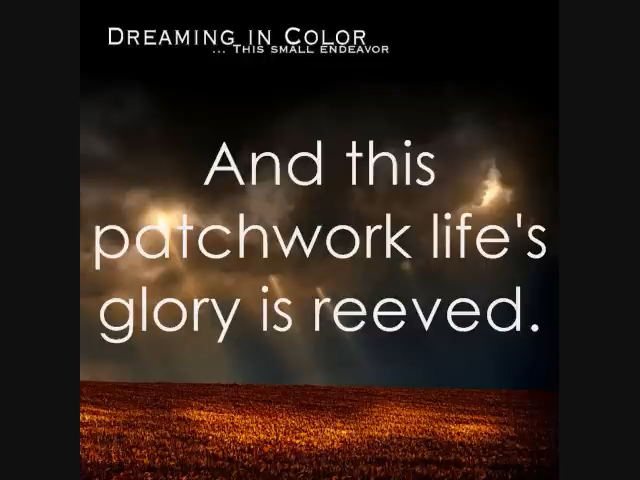 Dreaming in Color
... This small endeavor
And this
patchwork life's
glory is reeved.